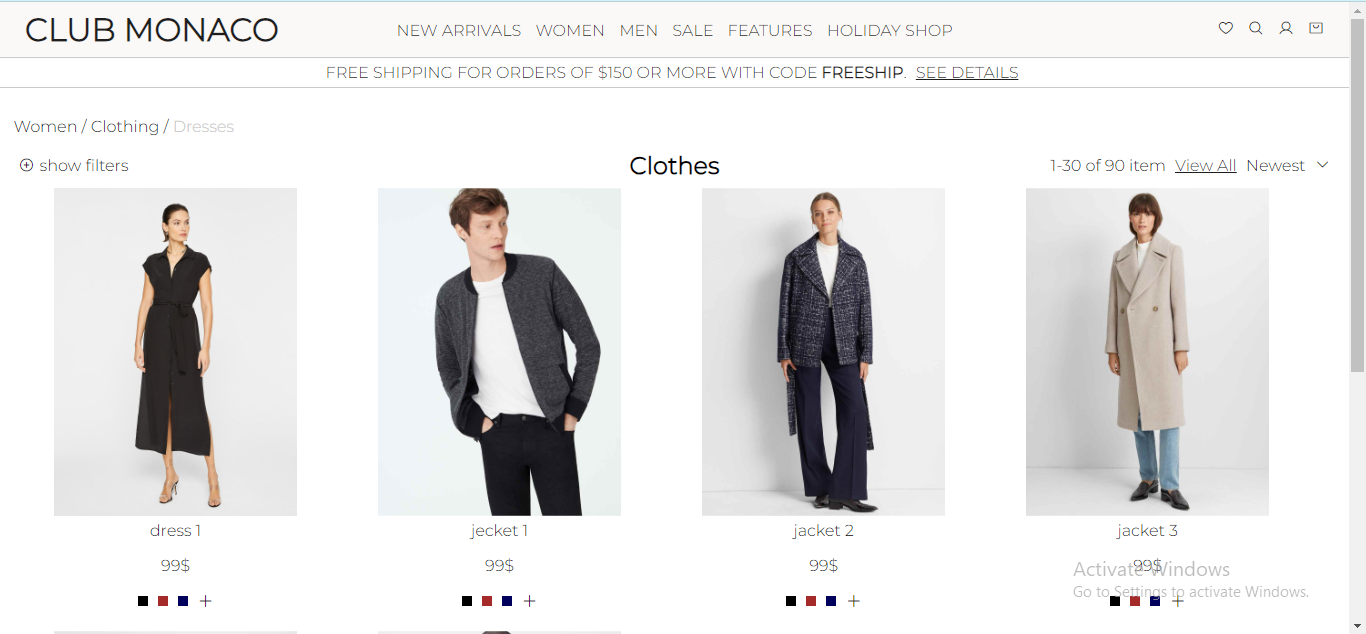 CLUB MONACO
NEW ARRIVALS WOMEN MEN SALE FEATURES HOLIDAY SHOP
FREE SHIPPING FOR ORDERS OF $150 OR MORE WITH CODE FREESHIP. SEE DETAILS
Women / Clothing / Dresses
show filters
Clothes
1-30 of 90 item View All Newest
dress 1
99$
jecket 1
99$
jacket 2
99$
jacket 3
99$
Activate Windows
Go to Settings to activate Windows.